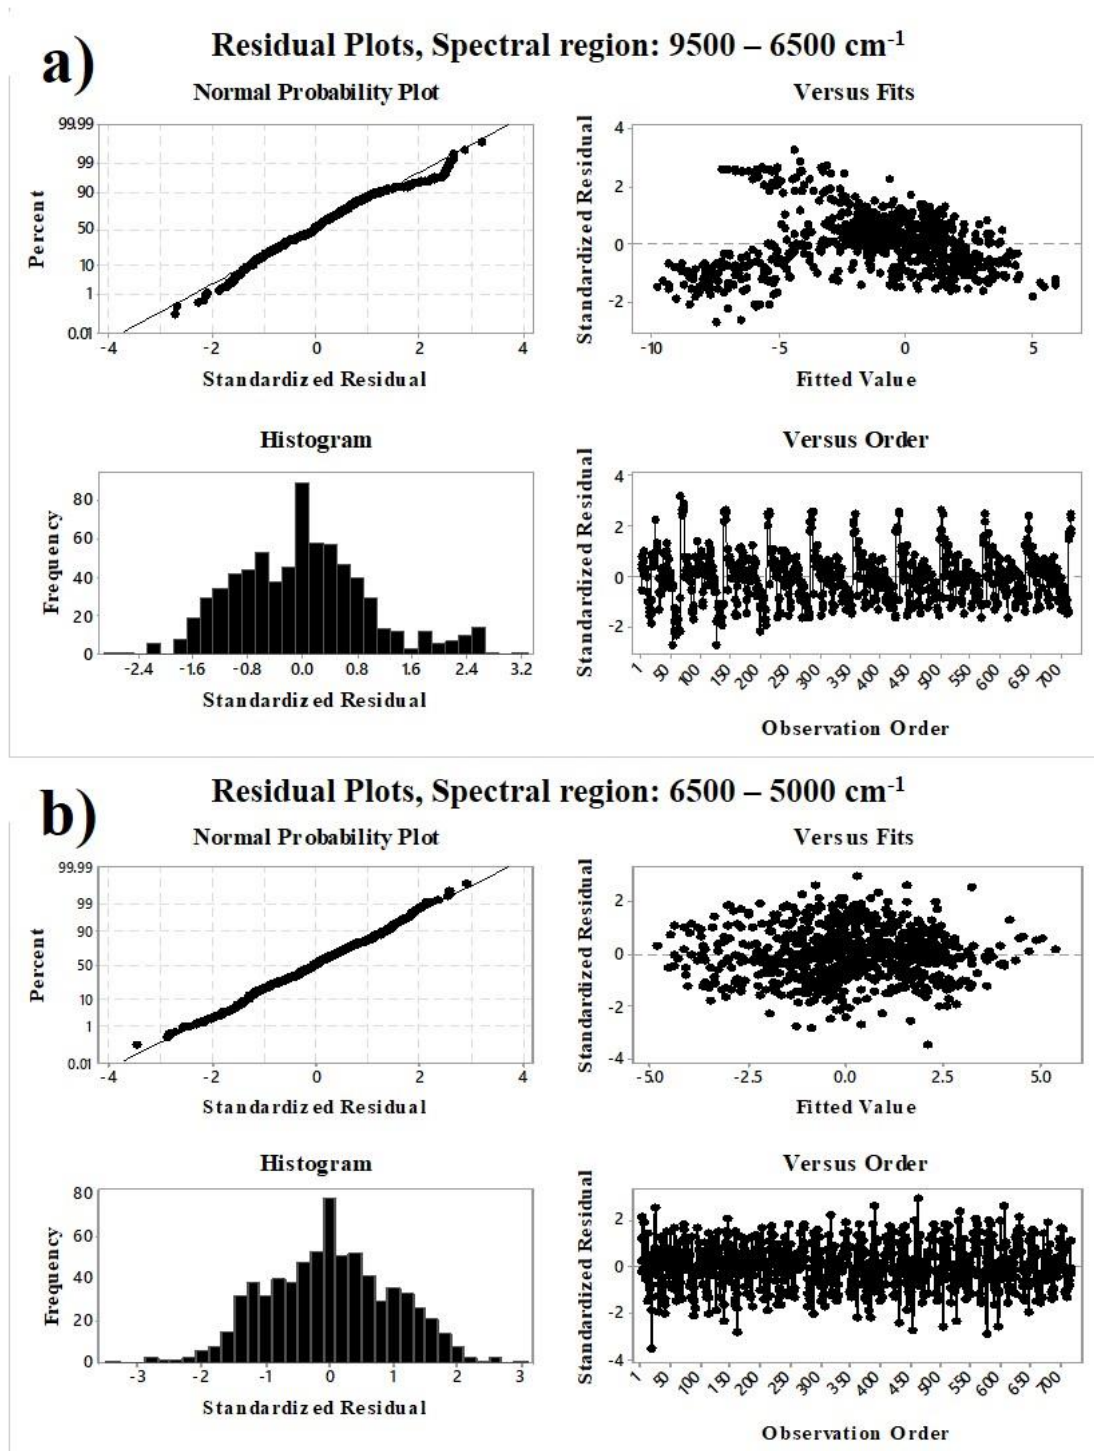 a)
Residual Plots, Spectral region: 9500 – 6500 cm-1
Normal Probability Plot
99.99
99
90
50
10
1
0.01
Percent
-4 -2 0 2 4
Standardized Residual
Versus Fits
4
2
0
-2
Standardized Residual
-10 -5 0 5
Fitted Value
Histogram
80
60
40
20
0
Frequency
-2.4 -1.6 -0.8 0.0 0.8 1.6 2.4 3.2
Standardized Residual
Versus Order
4
2
0
-2
Standardized Residual
1 50 100 150 200 250 300 350 400 450 500 550 600 650 700
Observation Order
b)
Residual Plots, Spectral region: 6500 – 5000 cm-1
Normal Probability Plot
99.99
99
90
50
10
1
0.01
Percent
-4 -2 0 2 4
Standardized Residual
Versus Fits
2
0
-2
-4
Standardized Residual
-5.0 -2.5 0.0 2.5 5.0
Fitted Value
Histogram
80
60
40
20
0
Frequency
-3 -2 -1 0 1 2 3
Standardized Residual
Versus Order
2
0
-2
-4
Standardized Residual
1 50 100 150 200 250 300 350 400 450 500 550 600 650 700
Observation Order